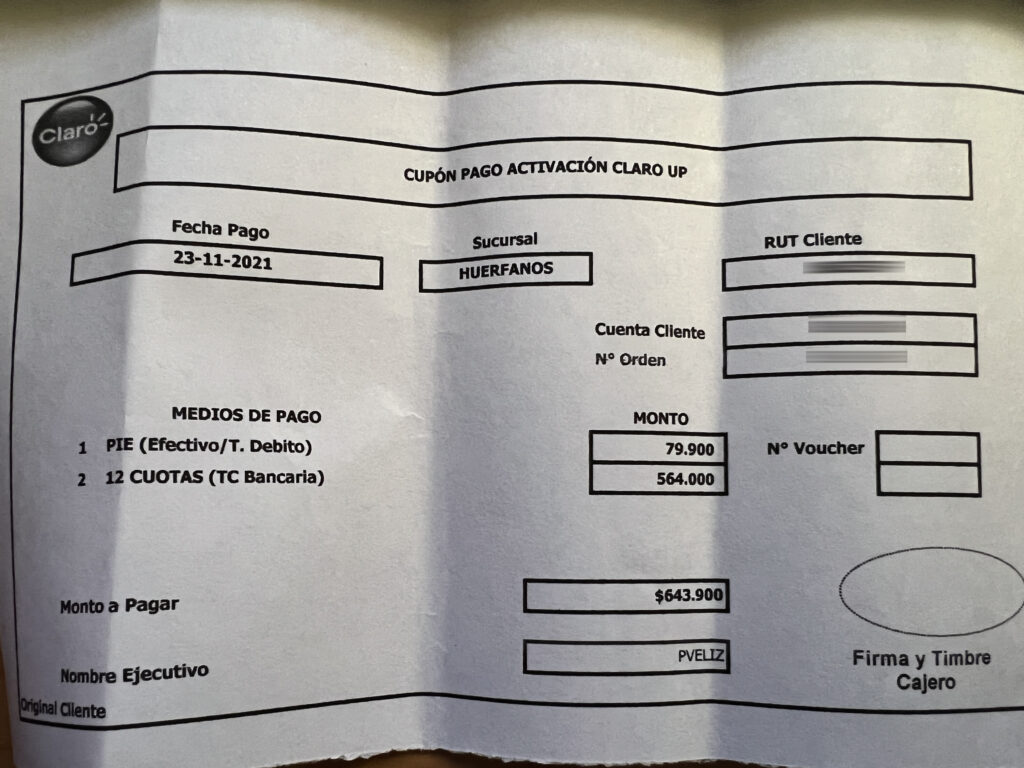 Claro
CUPÓN PAGO ACTIVACIÓN CLARO UP
Fecha Pago
23-11-2021
Sucursal
HUERFANOS
RUT Cliente
Cuenta Cliente
N° Orden
MEDIOS DE PAGO
MONTO
1 PIE (Efectivo/T. Debito)
79.900
N° Voucher
2 12 CUOTAS (TC Bancaria)
564.000
Monto a Pagar
$643.900
Nombre Ejecutivo
PVELIZ
Firma y Timbre
Cajero
Original Cliente